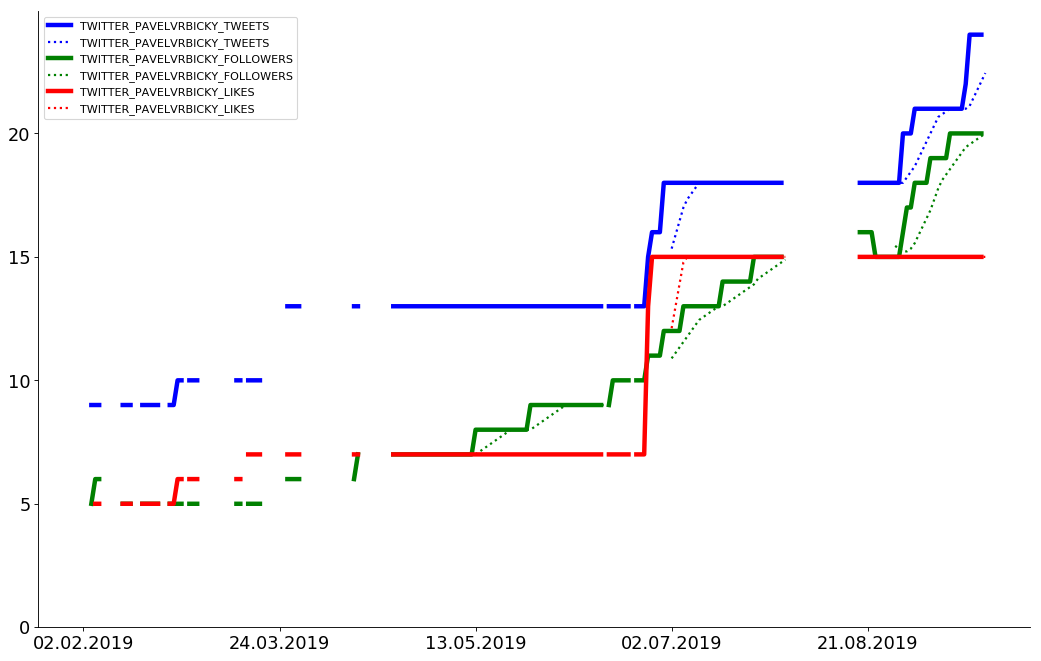 TWITTER_PAVELVRBICKY_TWEETS
TWITTER_PAVELVRBICKY_TWEETS
TWITTER_PAVELVRBICKY_FOLLOWERS
TWITTER_PAVELVRBICKY_FOLLOWERS
TWITTER_PAVELVRBICKY_LIKES
TWITTER_PAVELVRBICKY_LIKES
20
15
10
5
0
02.02.2019 24.03.2019 13.05.2019 02.07.2019 21.08.2019